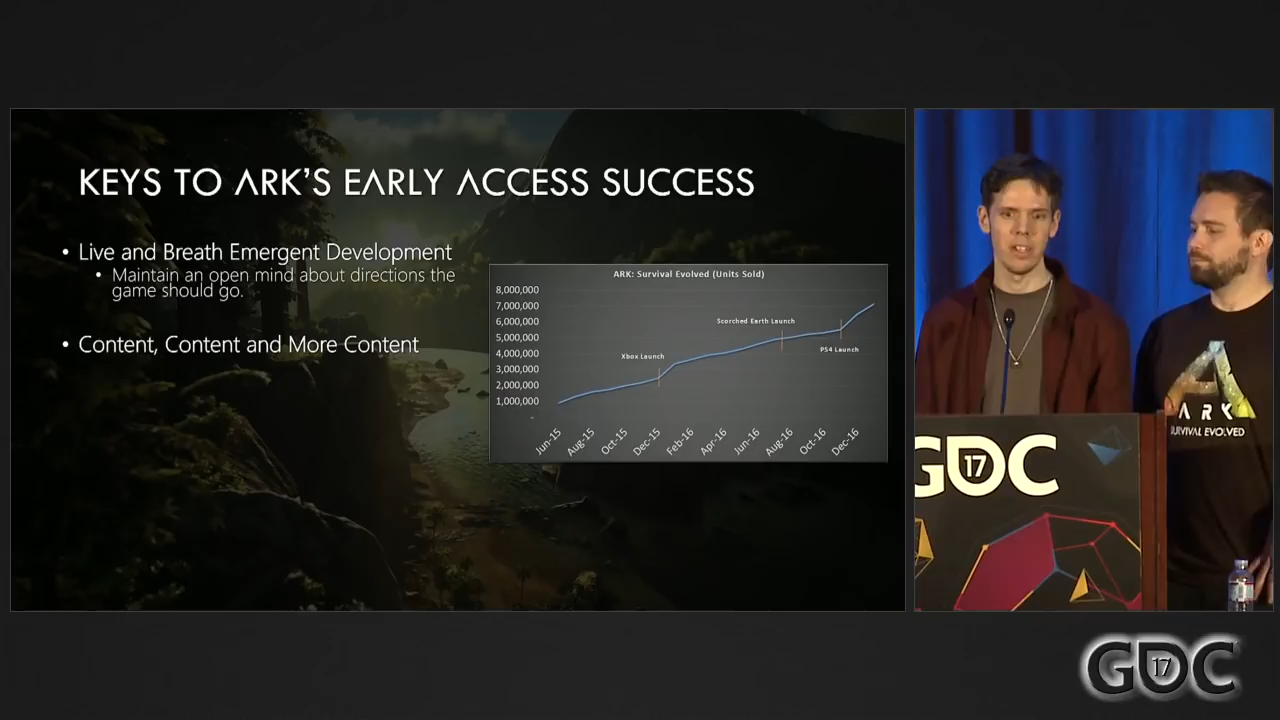 KEYS TO ARK'S EARLY ACCESS SUCCESS
• Live and Breath Emergent Development
• Maintain an open mind about directions the
game should go.
• Content, Content and More Content
ARK: Survival Evolved (Units Sold)
8,000,000
7,000,000
6,000,000
5,000,000
4,000,000
3,000,000
2,000,000
1,000,000
-
Xbox Launch
Scorched Earth Launch
PS4 Launch
Jun-15
Aug-15
Oct-15
Dec-15
Feb-16
Apr-16
Jun-16
Aug-16
Oct-16
Dec-16
ARK
SURVIVAL EVOLVED
GDC
17
GDC
17